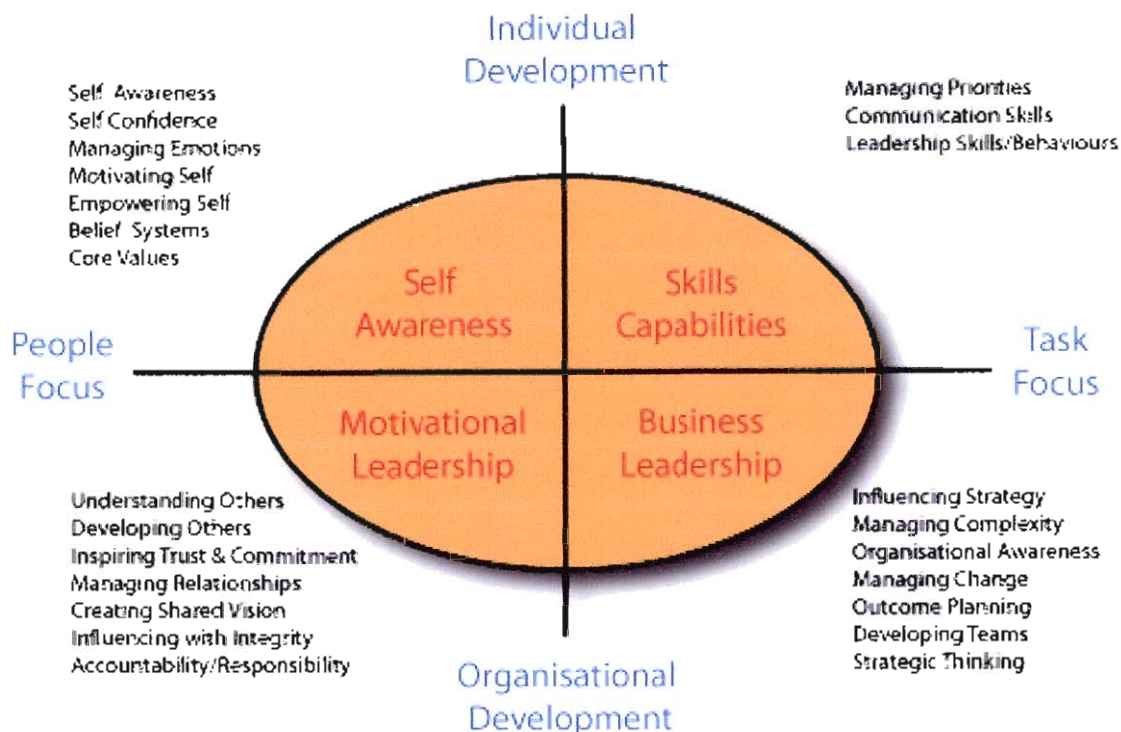 Individual
Development
Self Awareness
Self Confidence
Managing Emotions
Motivating Self
Empowering Self
Belief Systems
Core Values
Managing Priorities
Communication Skills
Leadership Skills/Behaviours
Self
Awareness
Skills
Capabilities
People
Focus
Task
Focus
Motivational
Leadership
Business
Leadership
Understanding Others
Developing Others
Inspiring Trust & Commitment
Managing Relationships
Creating Shared Vision
Influencing with Integrity
Accountability/Responsibility
Influencing Strategy
Managing Complexity
Organisational Awareness
Managing Change
Outcome Planning
Developing Teams
Strategic Thinking
Organisational
Development